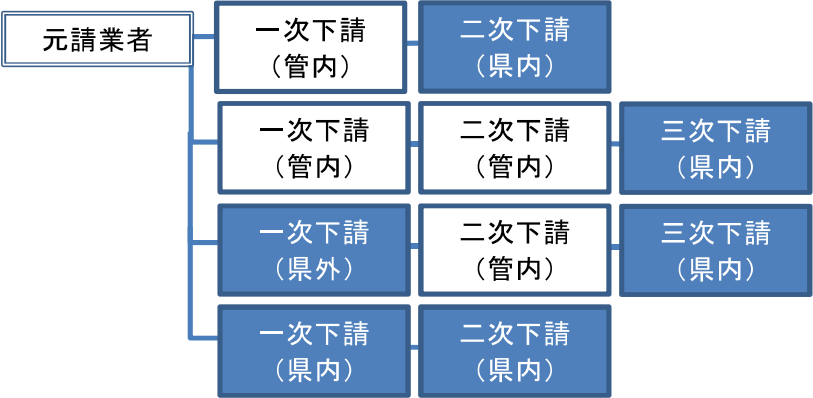 元請業者
一次下請
（管内）
二次下請
（県内）
一次下請
（管内）
二次下請
（管内）
三次下請
（県内）
一次下請
（県外）
二次下請
（管内）
三次下請
（県内）
一次下請
（県内）
二次下請
（県内）